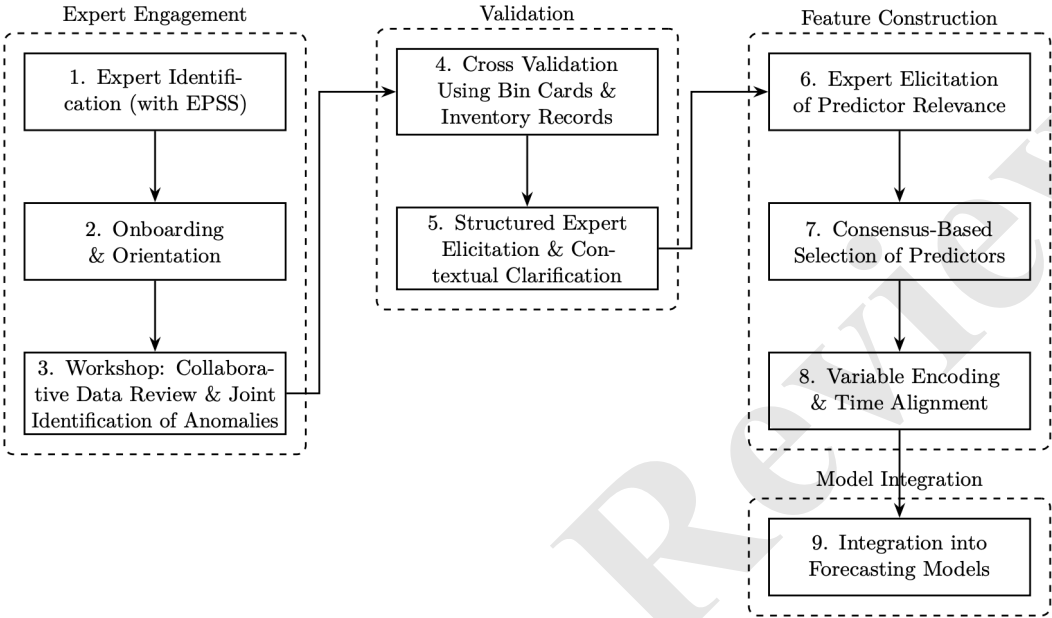 Expert Engagement
1. Expert Identifi-
cation (with EPSS)
2. Onboarding
& Orientation
3. Workshop: Collabora-
tive Data Review & Joint
Identification of Anomalies
Validation
4. Cross Validation
Using Bin Cards &
Inventory Records
5. Structured Expert
Elicitation & Con-
textual Clarification
Feature Construction
6. Expert Elicitation
of Predictor Relevance
7. Consensus-Based
Selection of Predictors
8. Variable Encoding
& Time Alignment
Model Integration
9. Integration into
Forecasting Models
Review